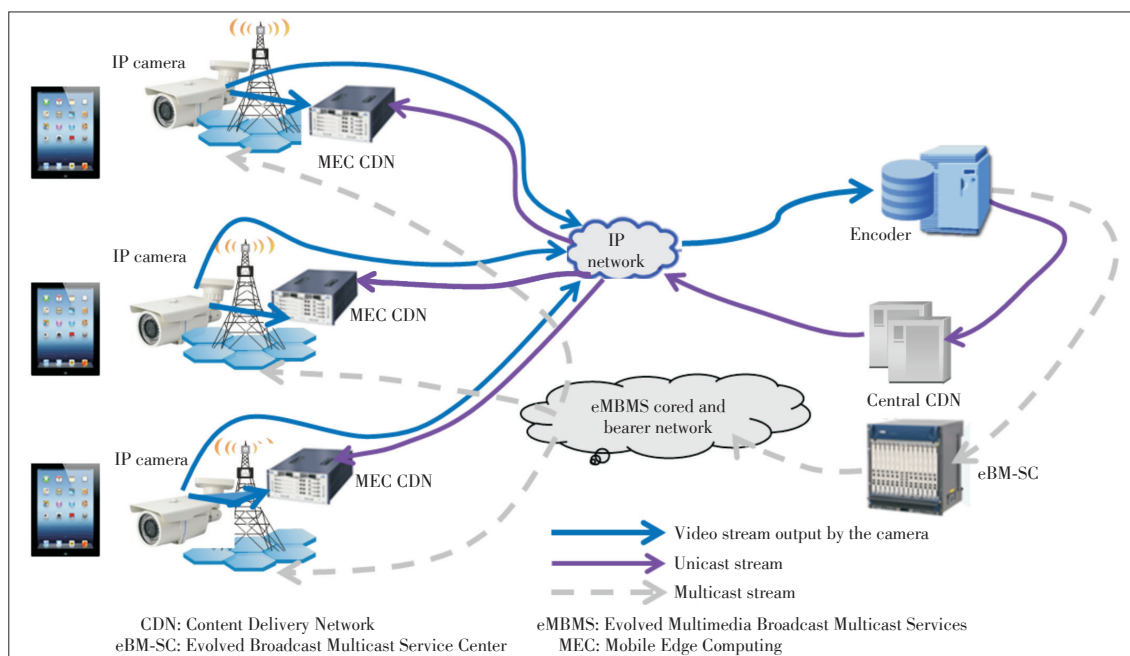 IP camera
MEC CDN
IP camera
MEC CDN
IP camera
MEC CDN
IP
network
Encoder
Central CDN
eMBMS cored and
bearer network
eBM-SC
Video stream output by the camera
Unicast stream
Multicast stream
CDN: Content Delivery Network
eBM-SC: Evolved Broadcast Multicast Service Center
eMBMS: Evolved Multimedia Broadcast Multicast Services
MEC: Mobile Edge Computing